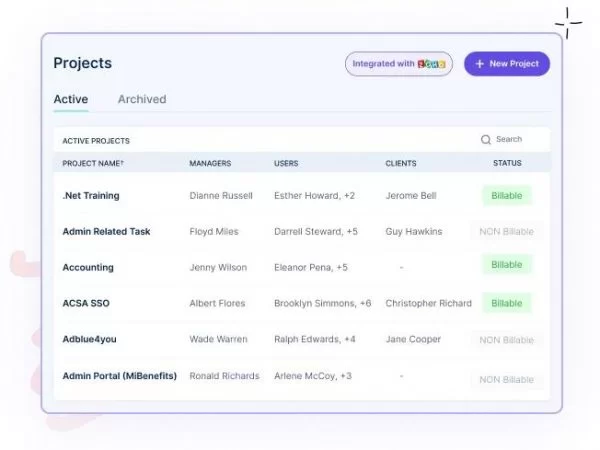 Projects
Integrated with ZOHO
+ New Project
Active Archived
ACTIVE PROJECTS Search
PROJECT NAME↑ MANAGERS USERS CLIENTS STATUS
.Net Training Dianne Russell Esther Howard, +2 Jerome Bell Billable
Admin Related Task Floyd Miles Darrell Steward, +5 Guy Hawkins NON Billable
Accounting Jenny Wilson Eleanor Pena, +5 - Billable
ACSA SSO Albert Flores Brooklyn Simmons, +6 Christopher Richard Billable
Adblue4you Wade Warren Ralph Edwards, +4 Jane Cooper NON Billable
Admin Portal (MiBenefits) Ronald Richards Arlene McCoy, +3 - NON Billable